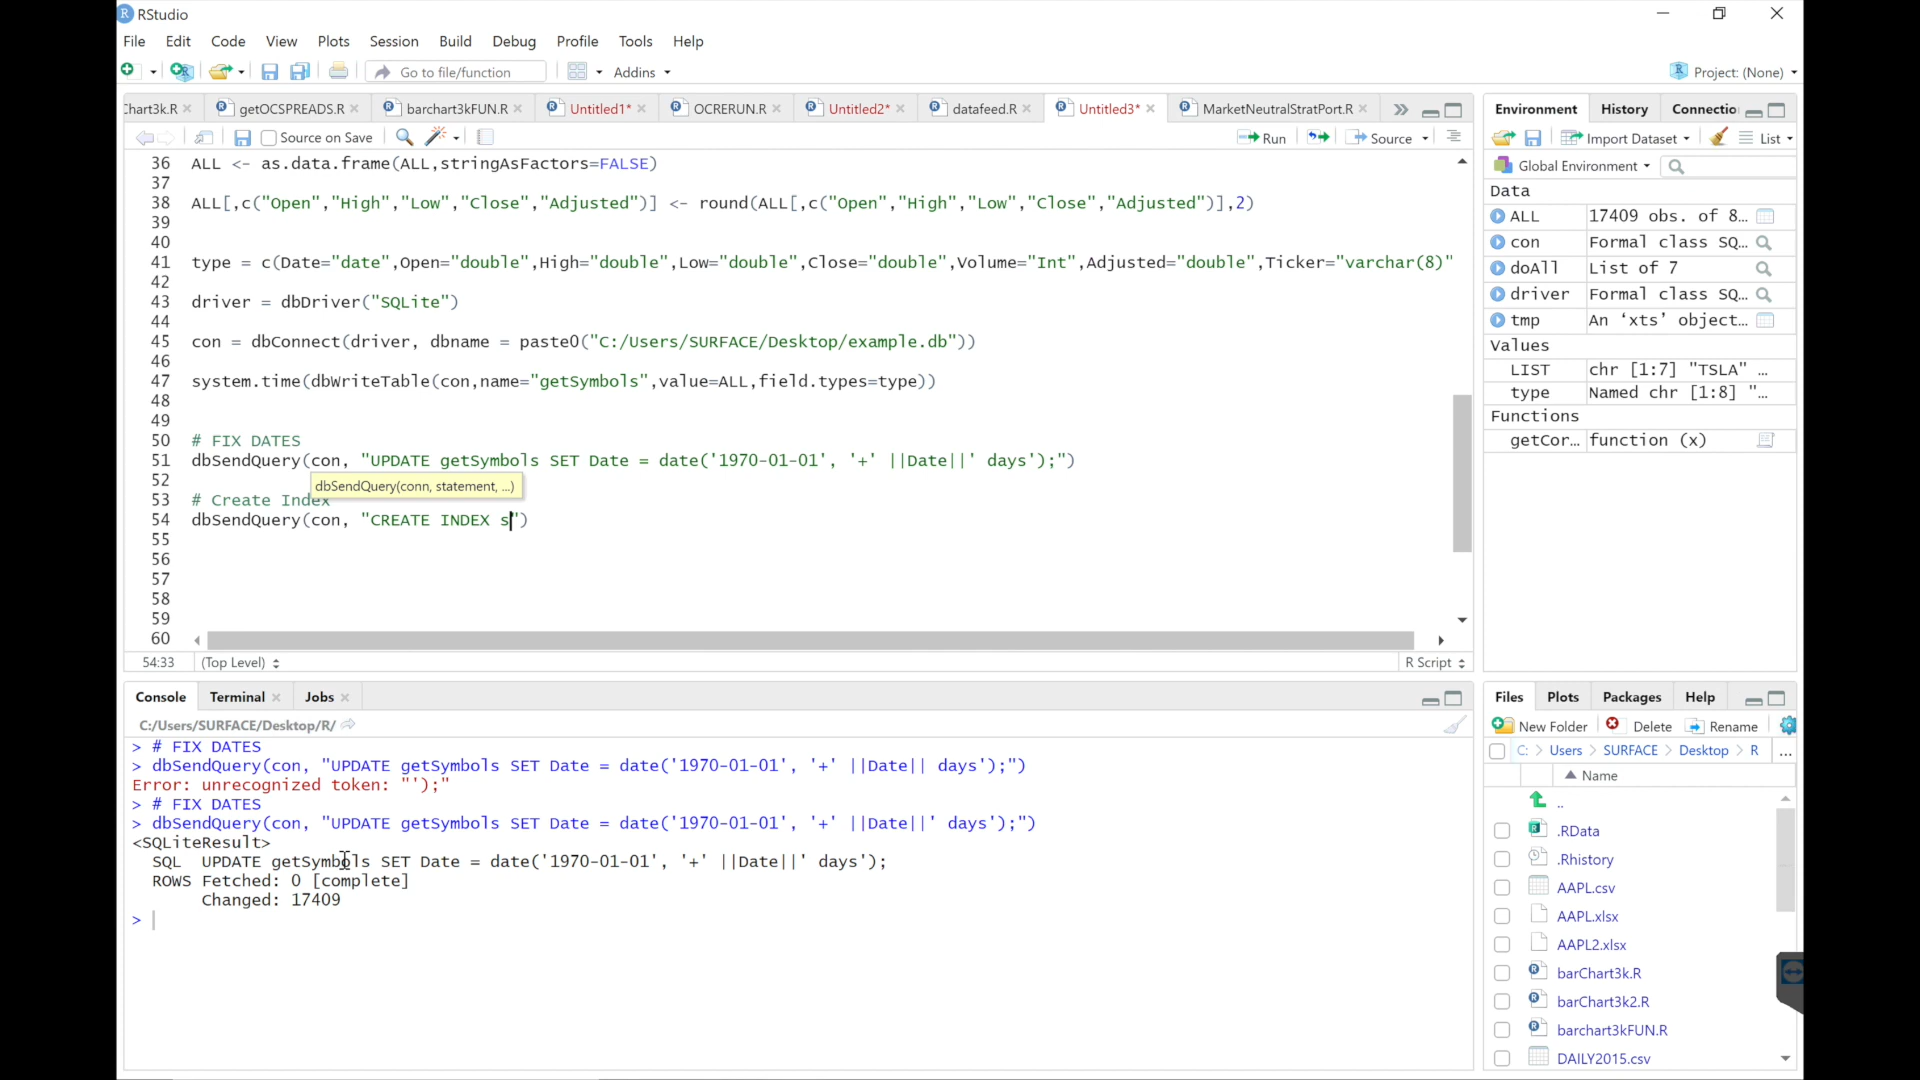 RStudio
File Edit Code View Plots Session Build Debug Profile Tools Help
Go to file/function Addins Project: (None)
Chart3k.R getOCSPREADS.R barchart3kFUN.R Untitled1* OCRERUN.R Untitled2* datafeed.R Untitled3* MarketNeutralStratPort.R
Source on Save Run Source
36 ALL <- as.data.frame(ALL,stringAsFactors=FALSE)
37
38 ALL[,c("Open","High","Low","Close","Adjusted")] <- round(ALL[,c("Open","High","Low","Close","Adjusted")],2)
39
40
41 type = c(Date="date",Open="double",High="double",Low="double",Close="double",Volume="Int",Adjusted="double",Ticker="varchar(8)"
42
43 driver = dbDriver("SQLite")
44
45 con = dbConnect(driver, dbname = paste0("C:/Users/SURFACE/Desktop/example.db"))
46
47 system.time(dbWriteTable(con,name="getSymbols",value=ALL,field.types=type))
48
49
50 # FIX DATES
51 dbSendQuery(con, "UPDATE getSymbols SET Date = date('1970-01-01', '+' ||Date||' days');")
52
dbSendQuery(conn, statement, ...)
53 # Create Index
54 dbSendQuery(con, "CREATE INDEX s")
55
56
57
58
59
60
54:33 (Top Level) R Script
Console Terminal Jobs
C:/Users/SURFACE/Desktop/R/
> # FIX DATES
> dbSendQuery(con, "UPDATE getSymbols SET Date = date('1970-01-01', '+' ||Date|| days');")
Error: unrecognized token: "');"
> # FIX DATES
> dbSendQuery(con, "UPDATE getSymbols SET Date = date('1970-01-01', '+' ||Date||' days');")
<SQLiteResult>
SQL UPDATE getSymbols SET Date = date('1970-01-01', '+' ||Date||' days');
ROWS Fetched: 0 [complete]
Changed: 17409
>
Environment History Connectio
Import Dataset List
Global Environment
Data
ALL 17409 obs. of 8...
con Formal class SQ...
doAll List of 7
driver Formal class SQ...
tmp An ‘xts’ object...
Values
LIST chr [1:7] "TSLA" ...
type Named chr [1:8] "...
Functions
getCor... function (x)
Files Plots Packages Help
New Folder Delete Rename
C: > Users > SURFACE > Desktop > R ...
Name
..
.RData
.Rhistory
AAPL.csv
AAPL.xlsx
AAPL2.xlsx
barChart3k.R
barChart3k2.R
barchart3kFUN.R
DAILY2015.csv